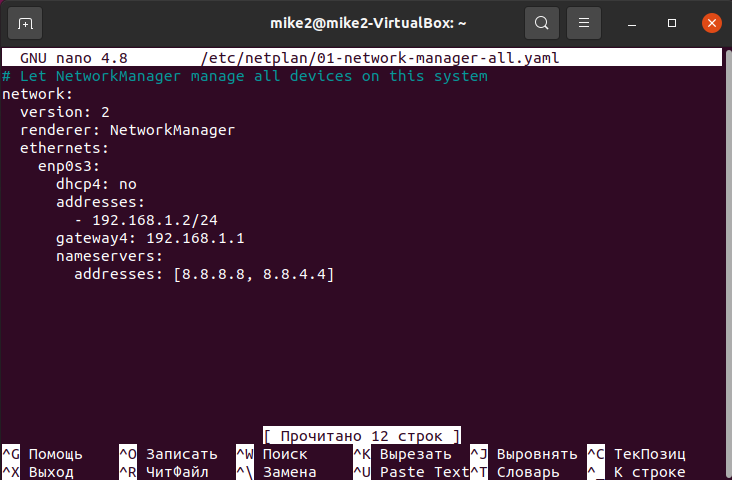 mike2@mike2-VirtualBox: ~
GNU nano 4.8 /etc/netplan/01-network-manager-all.yaml
# Let NetworkManager manage all devices on this system
network:
  version: 2
  renderer: NetworkManager
  ethernets:
    enp0s3:
      dhcp4: no
      addresses:
        - 192.168.1.2/24
      gateway4: 192.168.1.1
      nameservers:
        addresses: [8.8.8.8, 8.8.4.4]
[ Прочитано 12 строк ]
^G Помощь ^O Записать ^W Поиск ^K Вырезать ^J Выровнять ^C ТекПозиц
^X Выход ^R ЧитФайл ^\ Замена ^U Paste Text ^T Словарь ^_ К строке